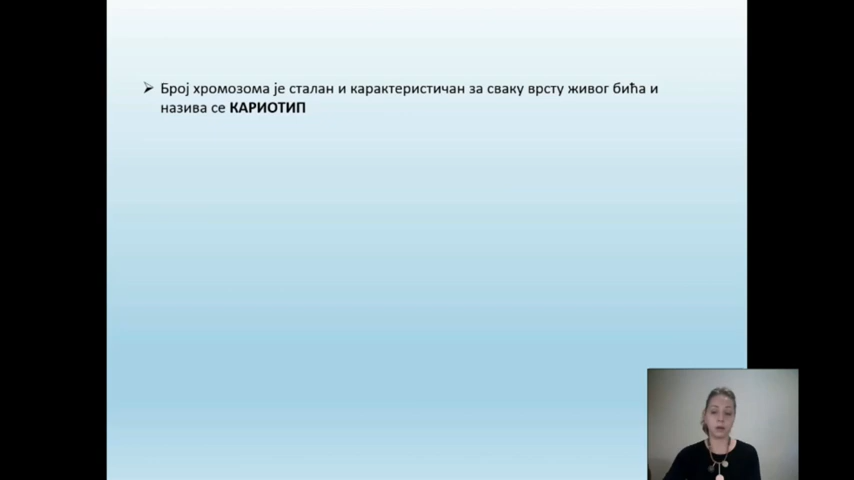 Број хромозома је сталан и карактеристичан за сваку врсту живог бића и
назива се КАРИОТИП